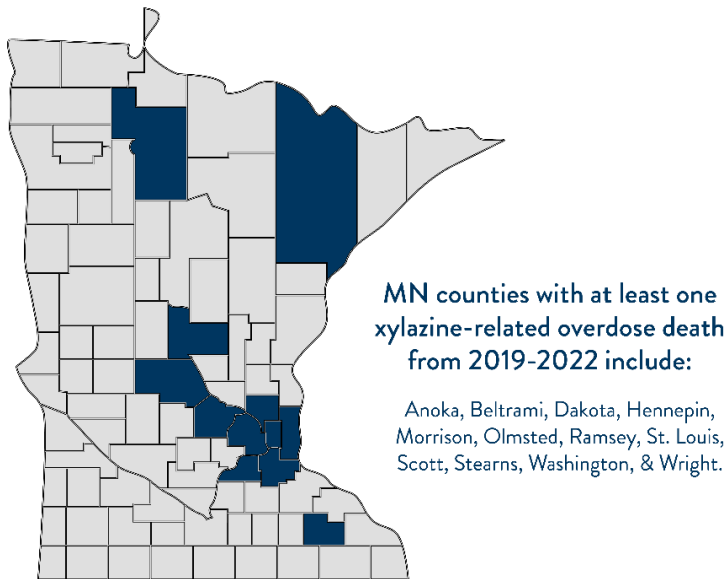 MN counties with at least one
xylazine-related overdose death
from 2019-2022 include:
Anoka, Beltrami, Dakota, Hennepin,
Morrison, Olmsted, Ramsey, St. Louis,
Scott, Stearns, Washington, & Wright.